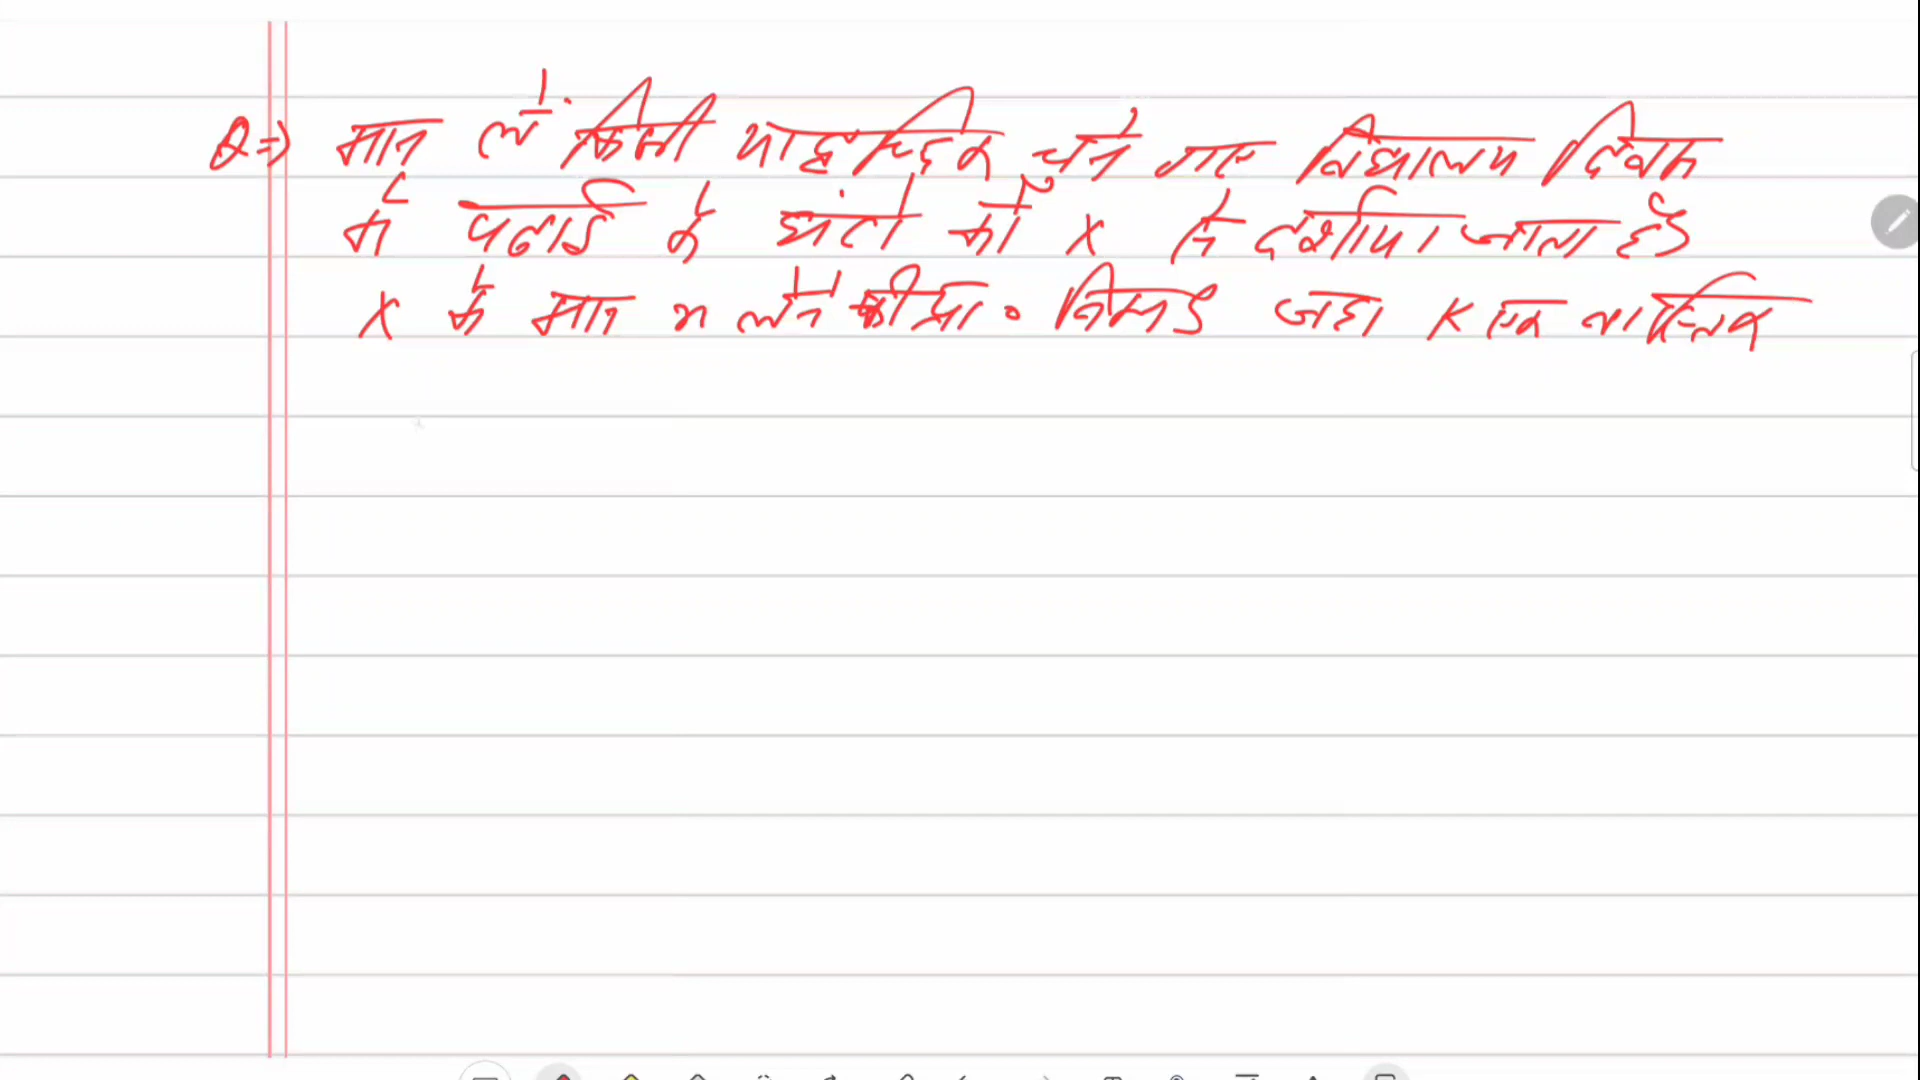 Q⇒ मान लें किसी यादृच्छिक चुने गए विद्यालय दिवस
में पढ़ाई के घंटों को X से दर्शाया जाता है
X के मान x लेने की प्रा० निम्न है जहां K एक वास्तविक